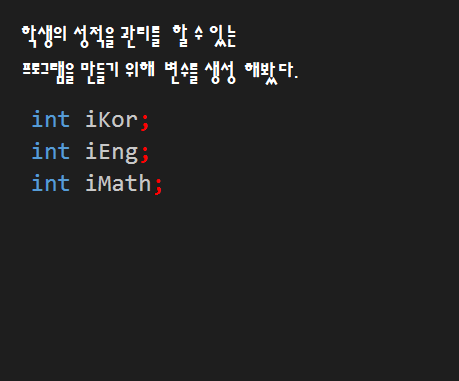 학생의 성적을 관리를 할 수 있는
프로그램을 만들기 위해 변수를 생성 해봤다.
int iKor;
int iEng;
int iMath;